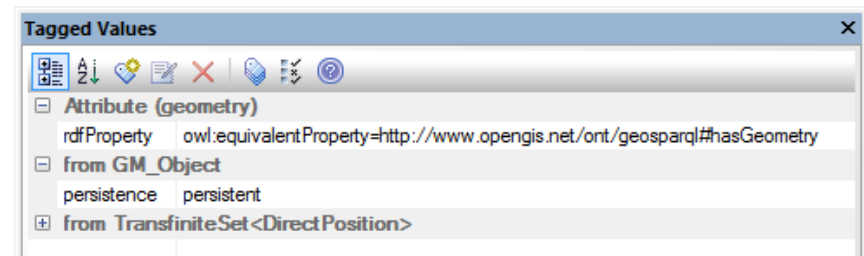 Tagged Values
Attribute (geometry)
rdfProperty owl:equivalentProperty=http://www.opengis.net/ont/geosparql#hasGeometry
from GM_Object
persistence persistent
from TransfiniteSet<DirectPosition>